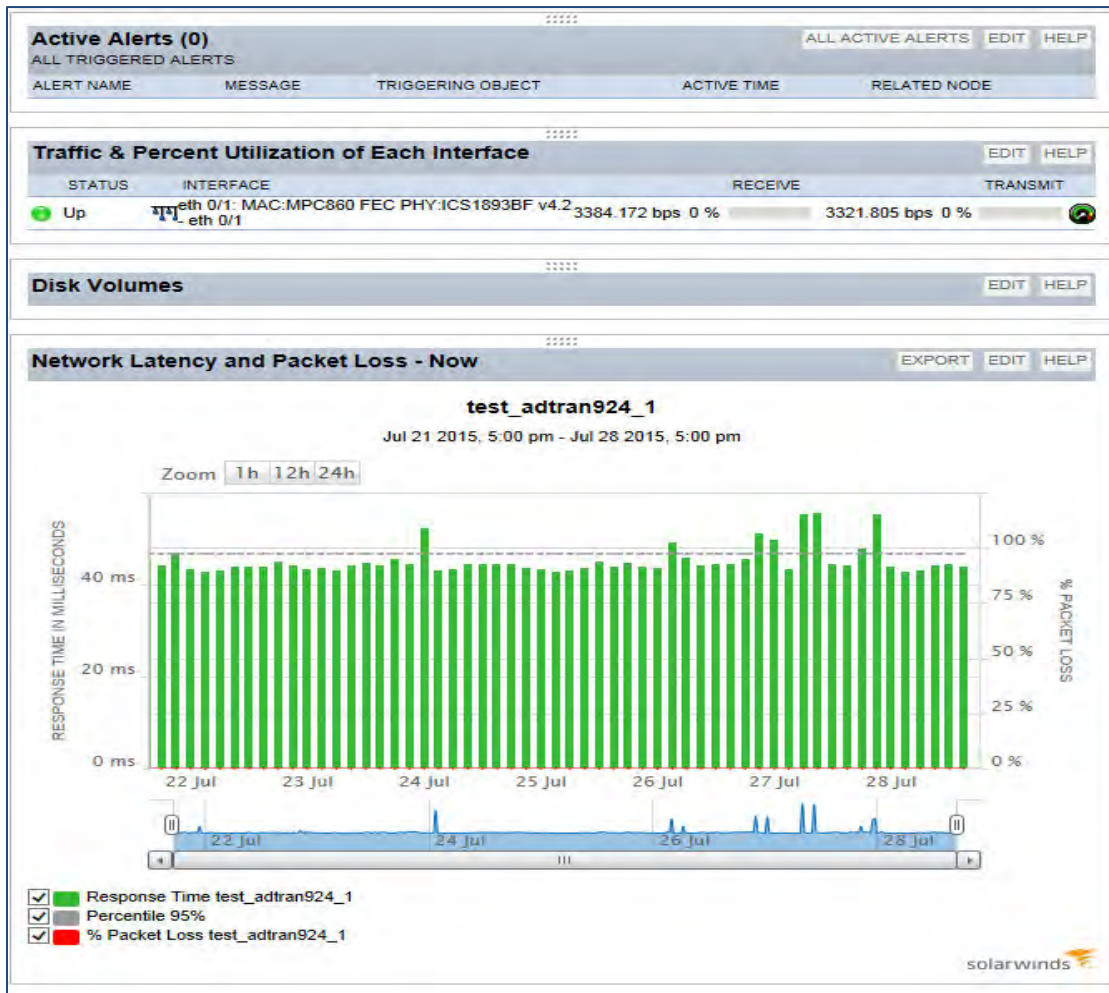 Active Alerts (0)
ALL ACTIVE ALERTS EDIT HELP
ALL TRIGGERED ALERTS
ALERT NAME MESSAGE TRIGGERING OBJECT ACTIVE TIME RELATED NODE
Traffic & Percent Utilization of Each Interface
EDIT HELP
STATUS INTERFACE RECEIVE TRANSMIT
Up eth 0/1: MAC:MPC860 FEC PHY:ICS1893BF v4.2 3384.172 bps 0 % 3321.805 bps 0 %
- eth 0/1
Disk Volumes
EDIT HELP
Network Latency and Packet Loss - Now
EXPORT EDIT HELP
test_adtran924_1
Jul 21 2015, 5:00 pm - Jul 28 2015, 5:00 pm
Zoom 1h 12h 24h
RESPONSE TIME IN MILLISECONDS
40 ms
20 ms
0 ms
100 %
75 %
50 %
25 %
0 %
% PACKET LOSS
22 Jul 23 Jul 24 Jul 25 Jul 26 Jul 27 Jul 28 Jul
22 Jul 24 Jul 26 Jul 28 Jul
Response Time test_adtran924_1
Percentile 95%
% Packet Loss test_adtran924_1
solarwinds